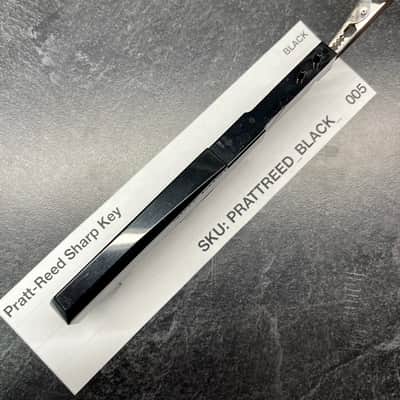 BLACK
Pratt-Reed Sharp Key
SKU: PRATTREED_BLACK_ 005